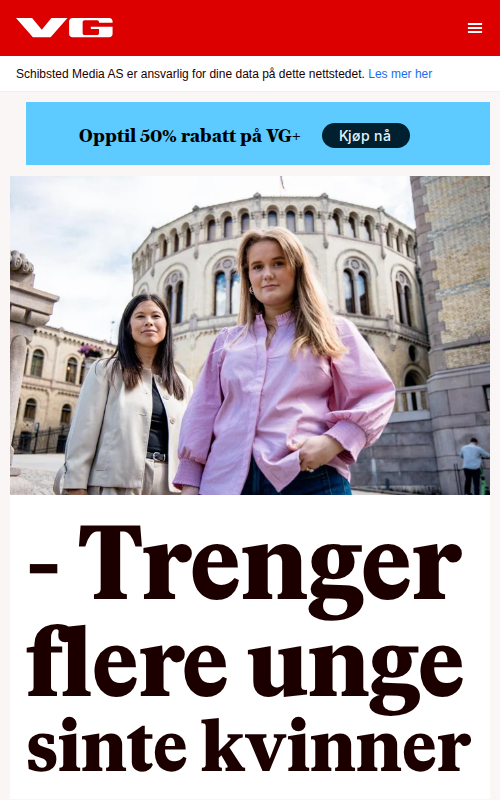 VG
Schibsted Media AS er ansvarlig for dine data på dette nettstedet. Les mer her
Opptil 50% rabatt på VG+ Kjøp nå
- Trenger
flere unge
sinte kvinner